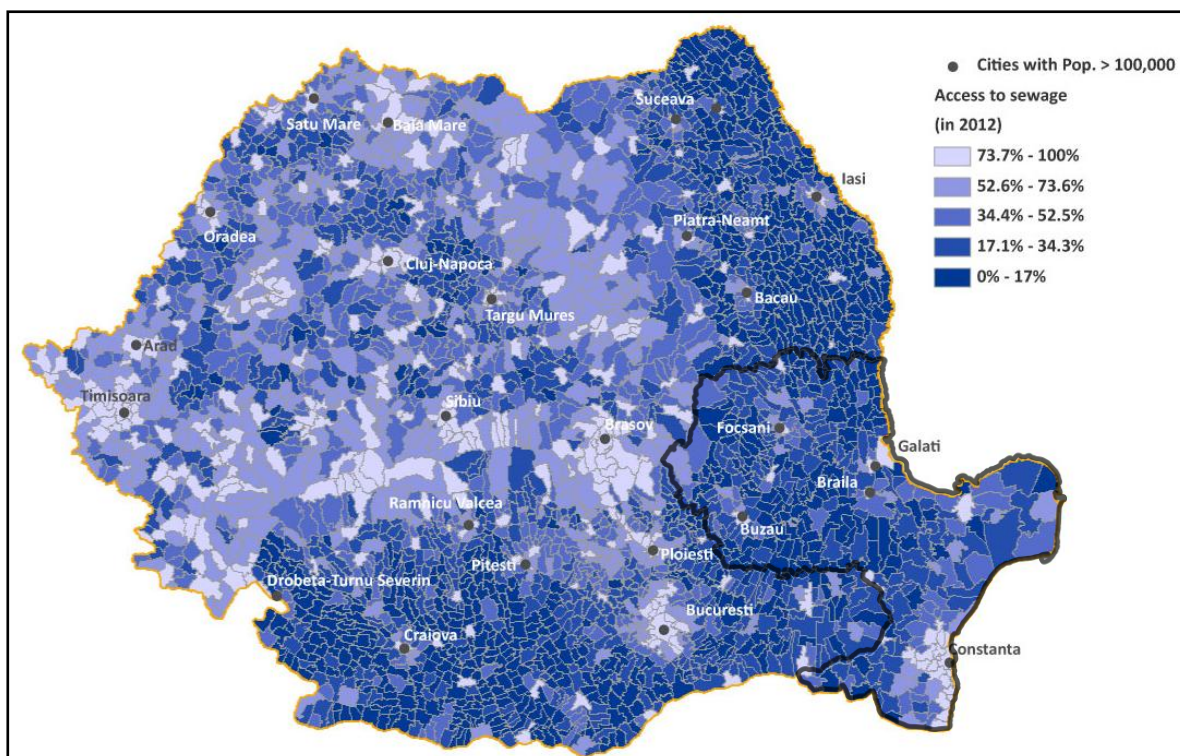 Cities with Pop. > 100,000
Access to sewage
(in 2012)
73.7% - 100%
52.6% - 73.6%
34.4% - 52.5%
17.1% - 34.3%
0% - 17%
Suceava
Satu Mare
Baia Mare
Iasi
Oradea
Piatra-Neamt
Cluj-Napoca
Bacau
Targu Mures
Arad
Timisoara
Sibiu
Brasov
Focsani
Galati
Braila
Ramnicu Valcea
Buzau
Ploiesti
Pitesti
Drobeta-Turnu Severin
Bucuresti
Craiova
Constanta